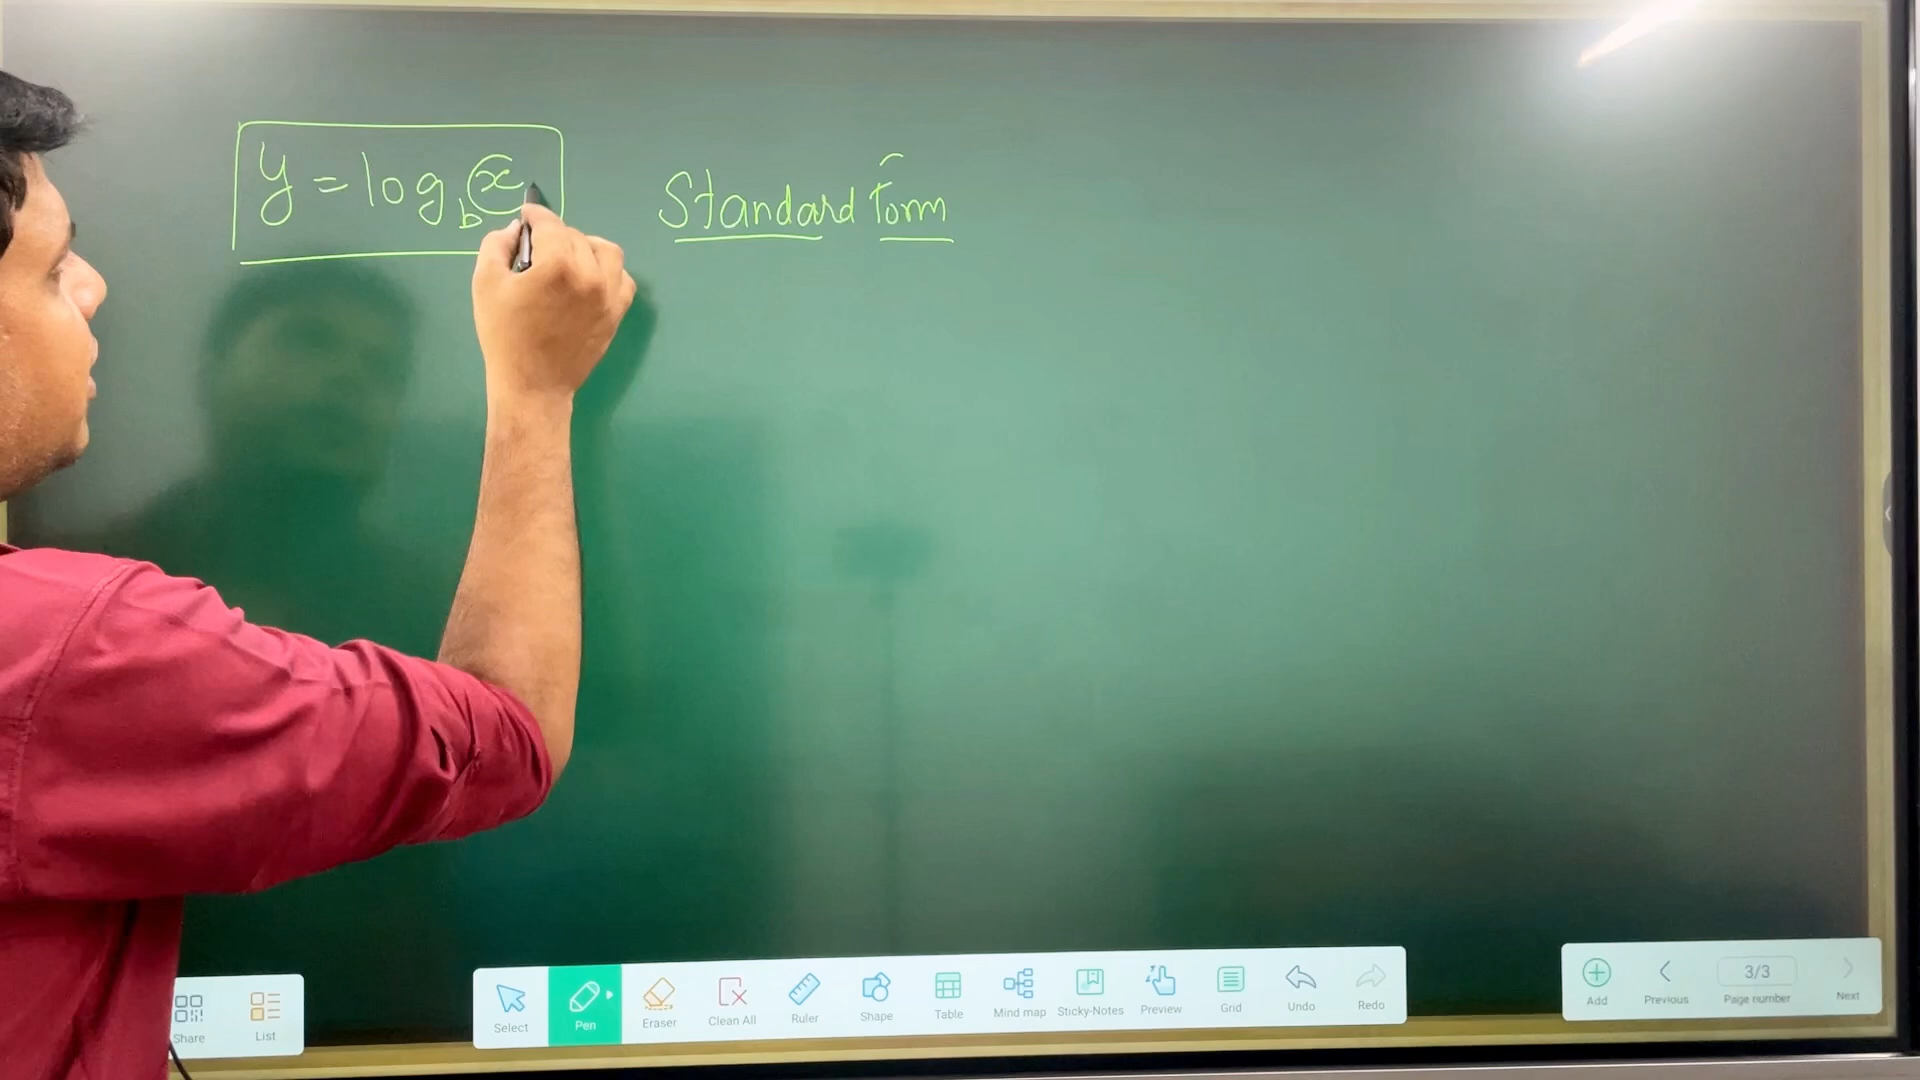 y = log_b x
Standard Form
Share
List
Select
Pen
Eraser
Clean All
Ruler
Shape
Table
Mind map
Sticky-Notes
Preview
Grid
Undo
Redo
Add
Previous
3/3
Page number
Next